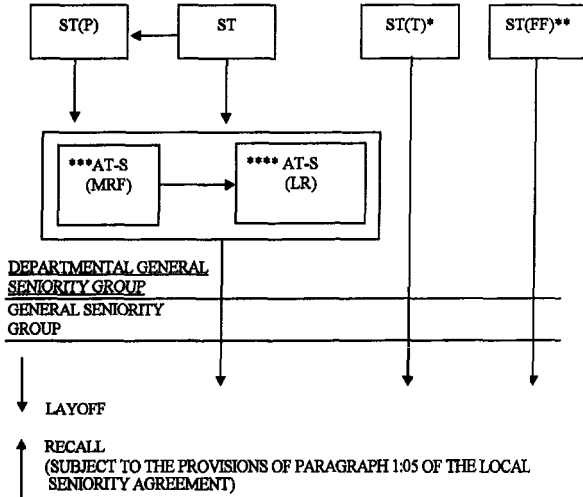 ST(P)
ST
ST(T)*
ST(FF)**
***AT-S
(MRF)
**** AT-S
(LR)
DEPARTMENTAL GENERAL
SENIORITY GROUP
GENERAL SENIORITY
GROUP
LAYOFF
RECALL
(SUBJECT TO THE PROVISIONS OF PARAGRAPH 1:05 OF THE LOCAL
SENIORITY AGREEMENT)